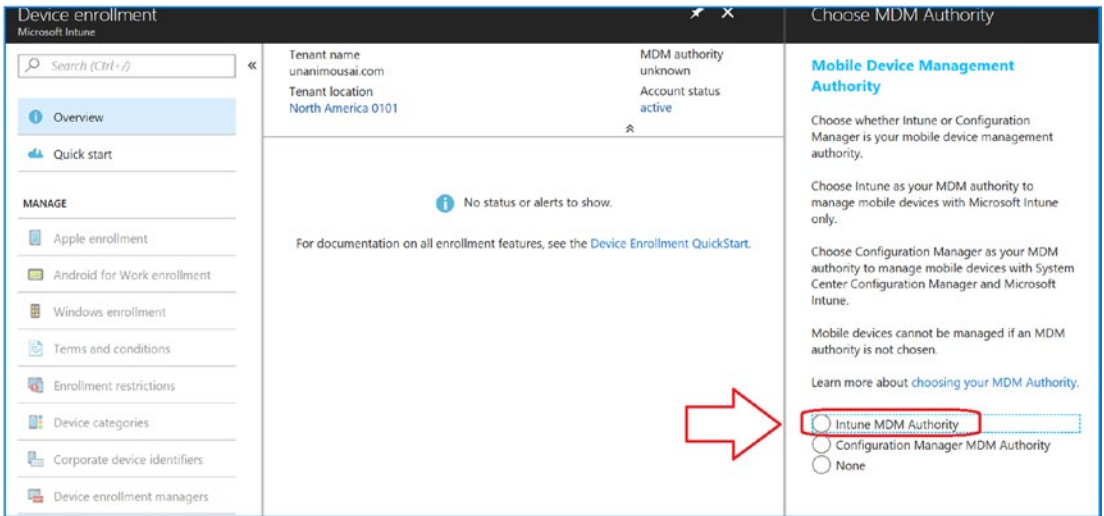 Device enrollment
Microsoft Intune
Search (Ctrl+/)
Overview
Quick start
MANAGE
Apple enrollment
Android for Work enrollment
Windows enrollment
Terms and conditions
Enrollment restrictions
Device categories
Corporate device identifiers
Device enrollment managers
Tenant name
unanimousai.com
Tenant location
North America 0101
MDM authority
unknown
Account status
active
No status or alerts to show.
For documentation on all enrollment features, see the Device Enrollment QuickStart.
Choose MDM Authority
Mobile Device Management
Authority
Choose whether Intune or Configuration
Manager is your mobile device management
authority.
Choose Intune as your MDM authority to
manage mobile devices with Microsoft Intune
only.
Choose Configuration Manager as your MDM
authority to manage mobile devices with System
Center Configuration Manager and Microsoft
Intune.
Mobile devices cannot be managed if an MDM
authority is not chosen.
Learn more about choosing your MDM Authority.
Intune MDM Authority
Configuration Manager MDM Authority
None